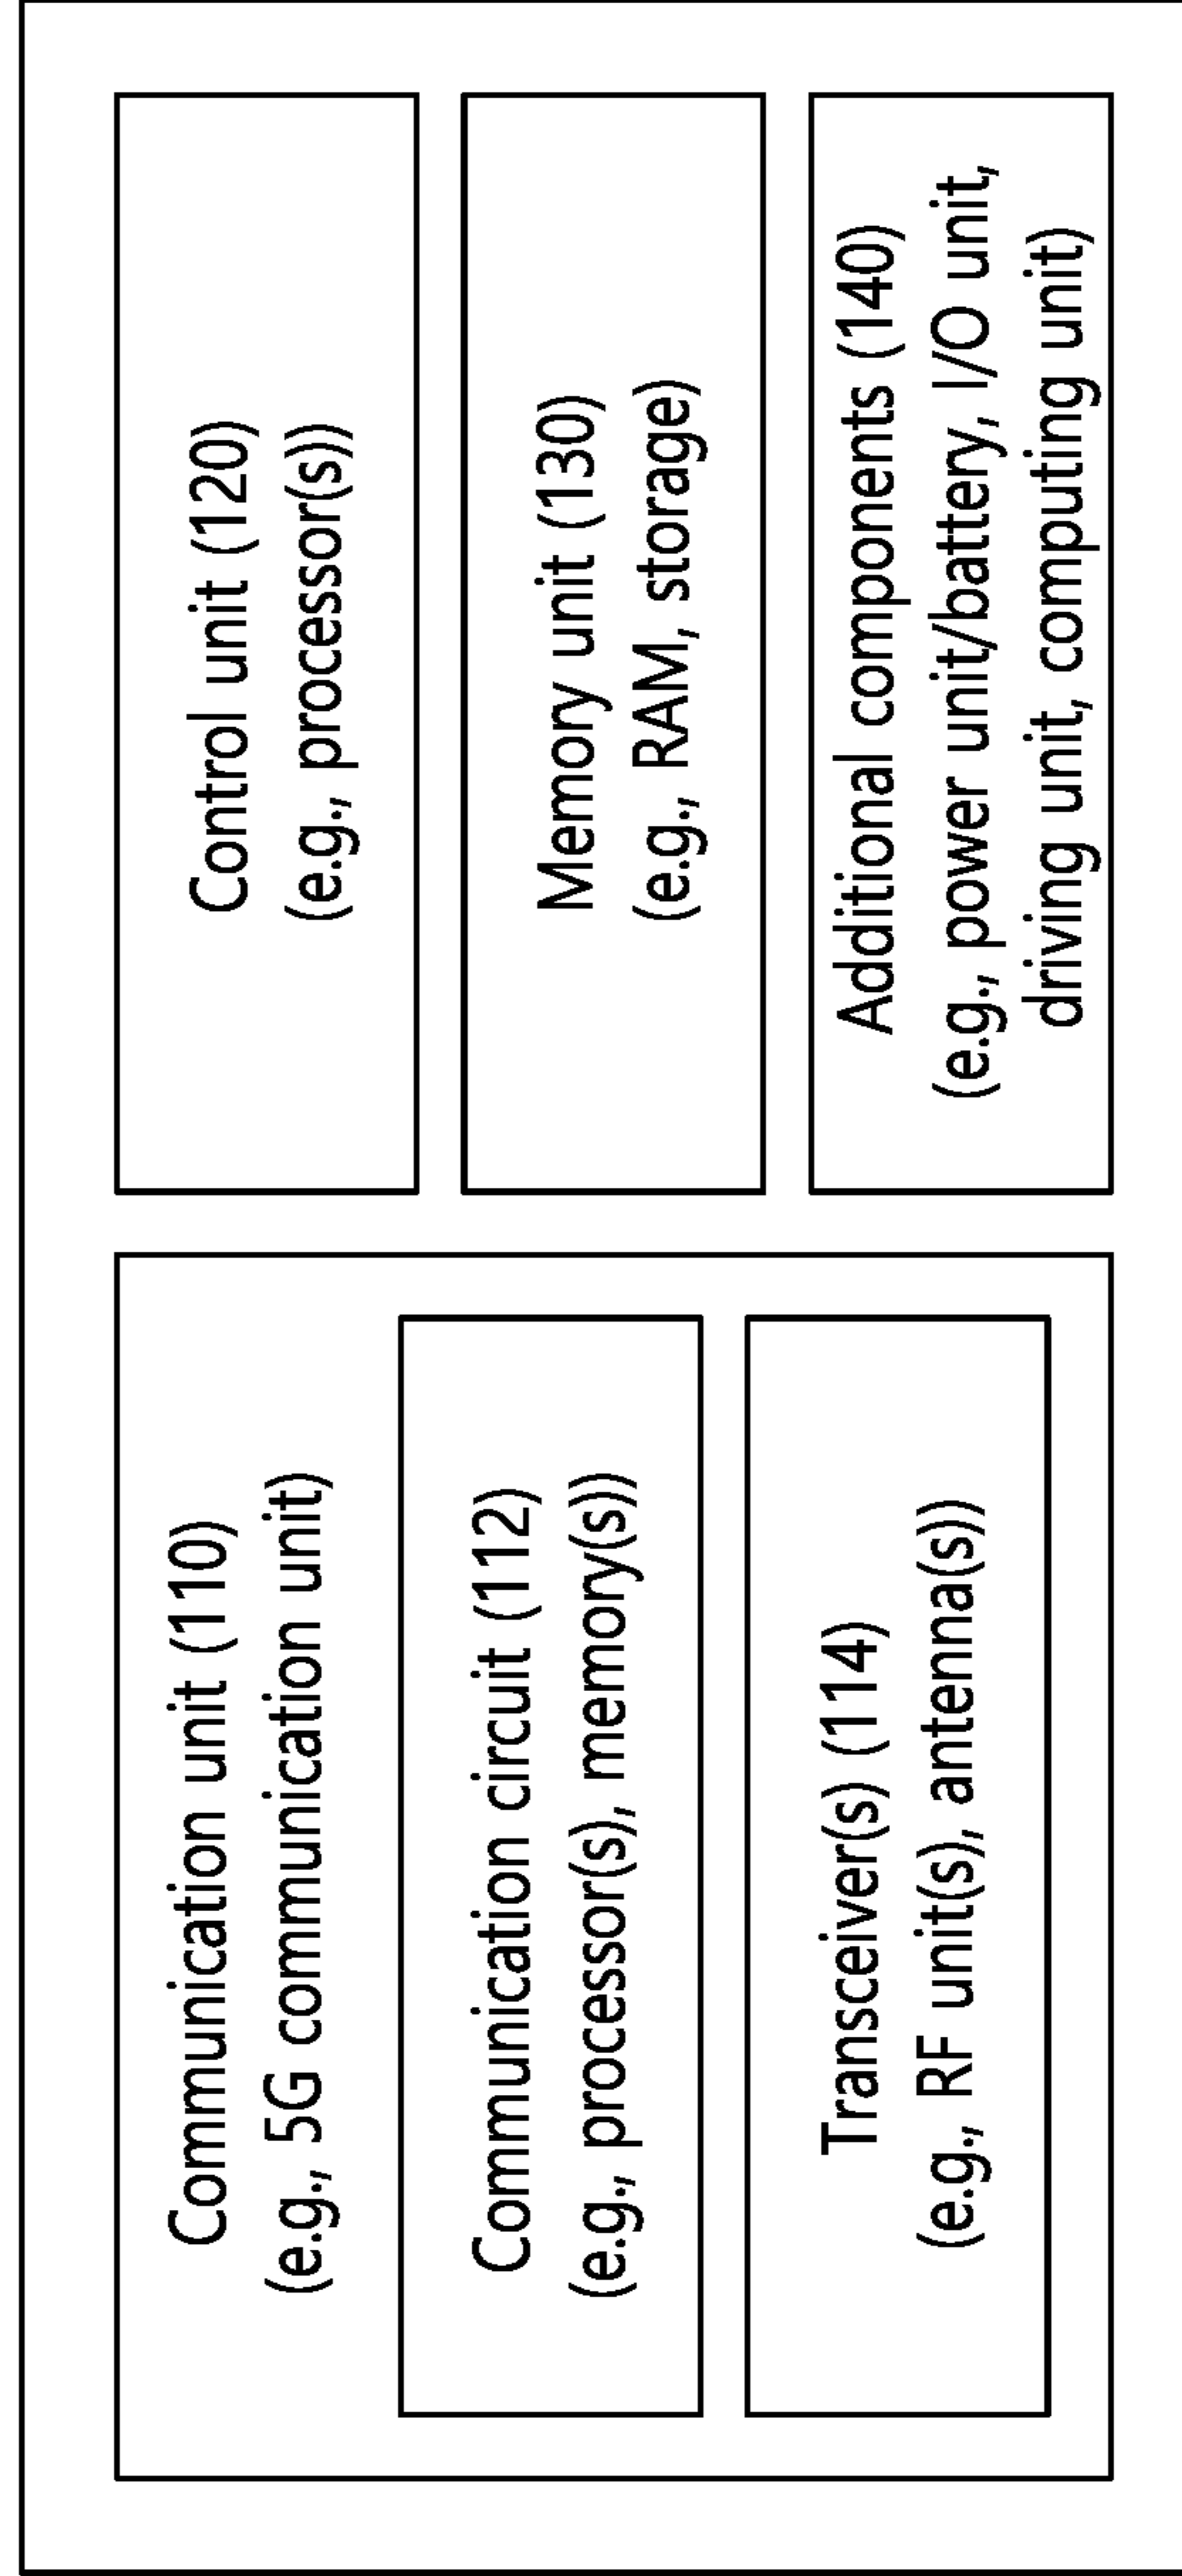 Communication unit (110)
(e.g., 5G communication unit)
Communication circuit (112)
(e.g., processor(s), memory(s))
Transceiver(s) (114)
(e.g., RF unit(s), antenna(s))
Control unit (120)
(e.g., processor(s))
Memory unit (130)
(e.g., RAM, storage)
Additional components (140)
(e.g., power unit/battery, I/O unit,
driving unit, computing unit)